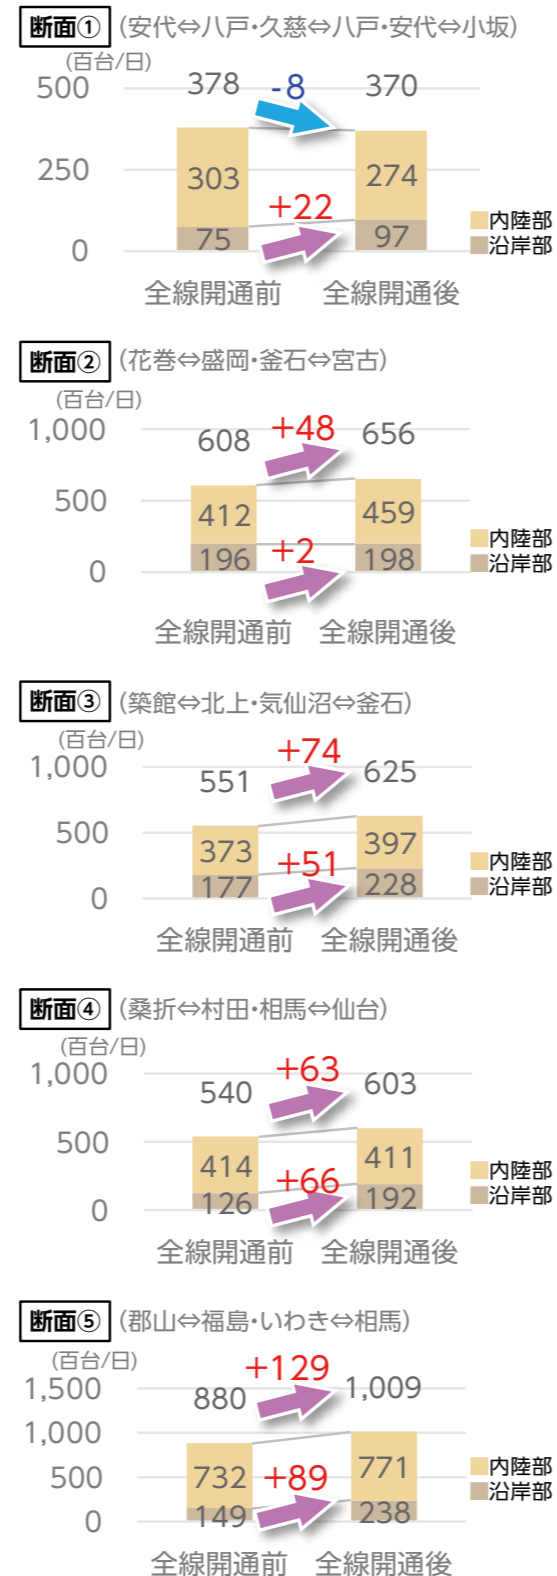 断面① (安代⇔八戸・久慈⇔八戸・安代⇔小坂)
(百台/日)
500 378 -8 370
250 303 274
+22 内陸部
0 75 97 沿岸部
全線開通前 全線開通後
断面② (花巻⇔盛岡・釜石⇔宮古)
(百台/日)
1,000 608 +48 656
500 412 459
+2 内陸部
0 196 198 沿岸部
全線開通前 全線開通後
断面③ (築館⇔北上・気仙沼⇔釜石)
(百台/日)
1,000 551 +74 625
500 373 397
+51 内陸部
0 177 228 沿岸部
全線開通前 全線開通後
断面④ (桑折⇔村田・相馬⇔仙台)
(百台/日)
1,000 540 +63 603
500 414 411
+66 内陸部
0 126 192 沿岸部
全線開通前 全線開通後
断面⑤ (郡山⇔福島・いわき⇔相馬)
(百台/日)
1,500 880 +129 1,009
1,000
500 732 +89 771 内陸部
0 149 238 沿岸部
全線開通前 全線開通後